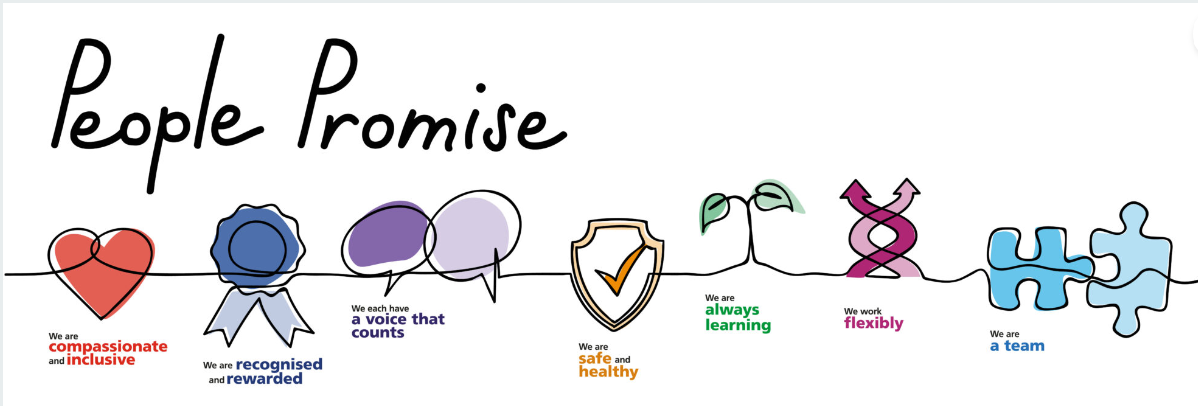 People Promise
We are
compassionate
and inclusive
We are recognised
and rewarded
We each have
a voice that
counts
We are
safe and
healthy
We are
always
learning
We work
flexibly
We are
a team